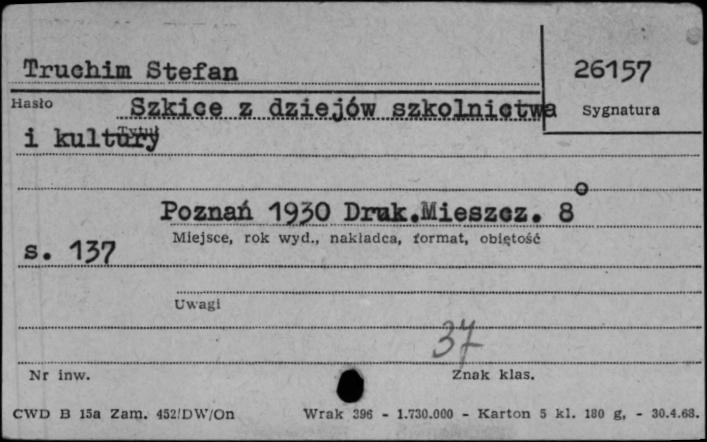 Truchim Stefan
26157
Hasło
Szkice z dziejów szkolnictwa
Sygnatura
Tytuł
i kultury
Poznań 1930 Druk.Mieszcz. 8°
Miejsce, rok wyd., nakładca, format, objętość
s. 137
Uwagi
37
Nr inw.
Znak klas.
CWD B 15a Zam. 452/DW/On Wrak 396 - 1.730.000 - Karton 5 kl. 180 g, - 30.4.68.